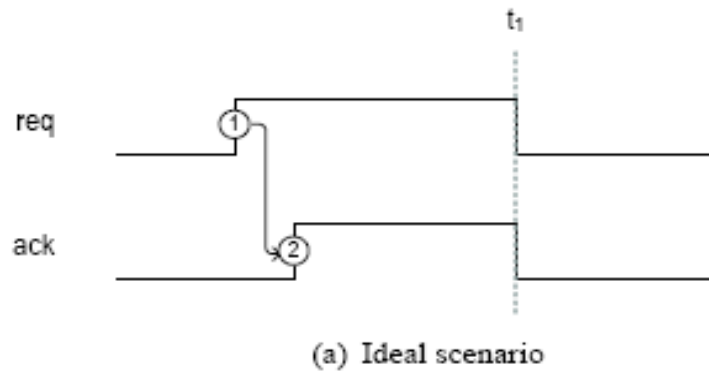 t₁
req
1
ack
2
(a) Ideal scenario